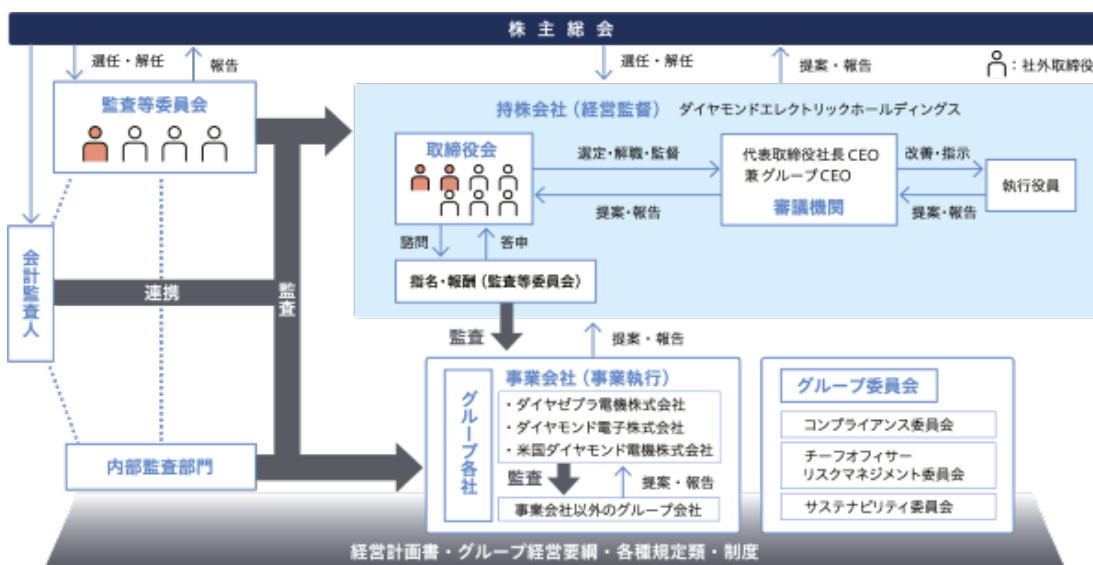 株主総会
選任・解任
報告
選任・解任
提案・報告
：社外取締役
監査等委員会
持株会社（経営監督） ダイヤモンドエレクトリックホールディングス
取締役会
選定・解職・監督
提案・報告
代表取締役社長 CEO
兼グループCEO
審議機関
改善・指示
提案・報告
執行役員
諮問
答申
指名・報酬（監査等委員会）
会計監査人
連携
監査
監査
提案・報告
グループ各社
事業会社（事業執行）
・ダイヤゼブラ電機株式会社
・ダイヤモンド電子株式会社
・米国ダイヤモンド電機株式会社
監査
提案・報告
事業会社以外のグループ会社
グループ委員会
コンプライアンス委員会
チーフオフィサー
リスクマネジメント委員会
サステナビリティ委員会
内部監査部門
経営計画書・グループ経営要綱・各種規定類・制度